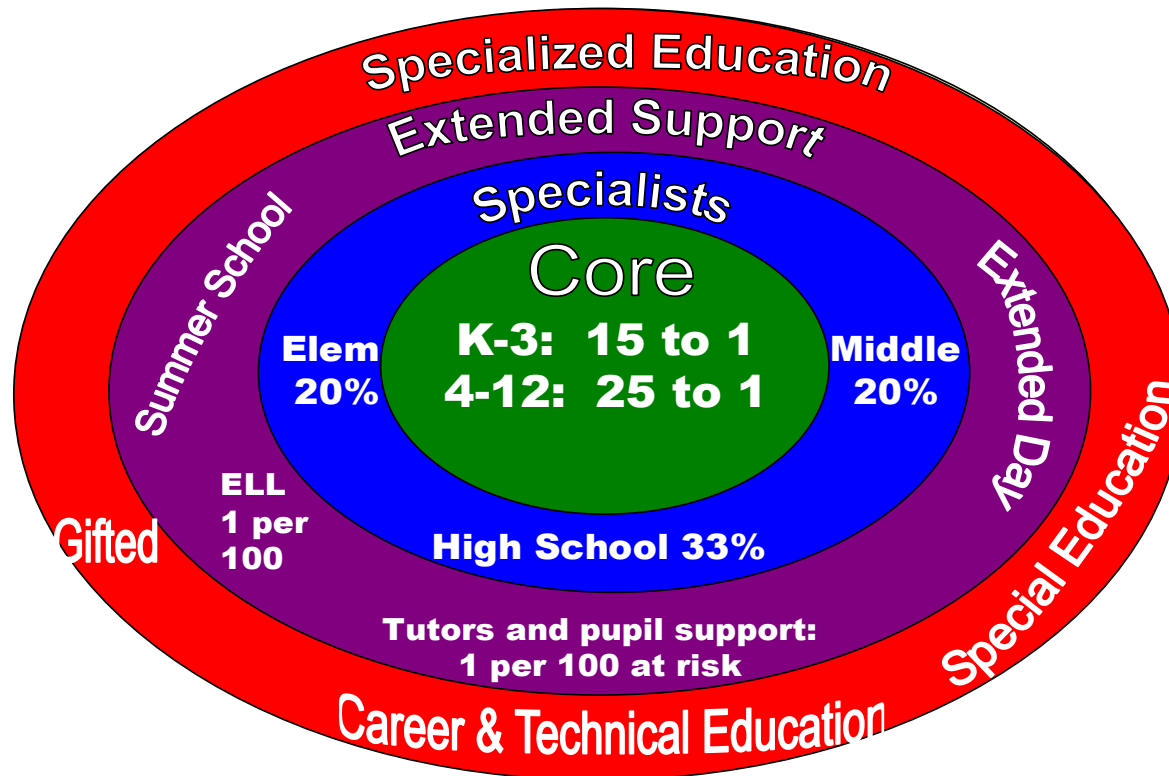 Specialized Education
Extended Support
Specialists
Core
K-3: 15 to 1
4-12: 25 to 1
Elem
20%
Middle
20%
High School 33%
Summer School
Extended Day
ELL
1 per
100
Tutors and pupil support:
1 per 100 at risk
Gifted
Career & Technical Education
Special Education